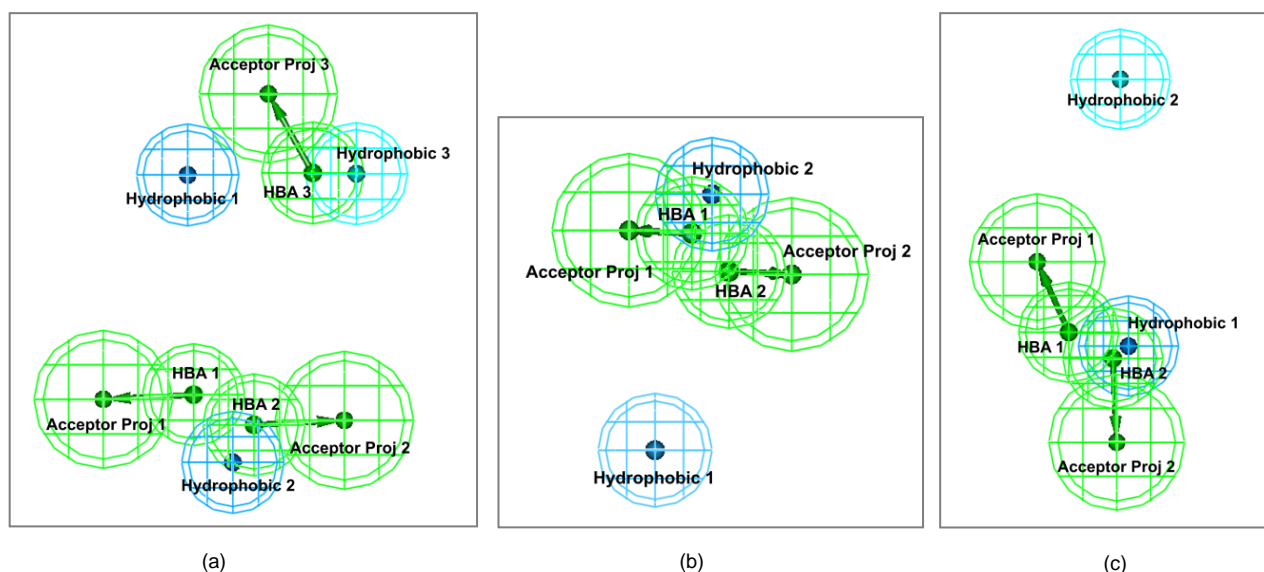 Acceptor Proj 3
Hydrophobic 3
Hydrophobic 1
HBA 3
HBA 1
HBA 2
Acceptor Proj 1
Acceptor Proj 2
Hydrophobic 2
(a)
Hydrophobic 2
HBA 1
Acceptor Proj 2
Acceptor Proj 1
HBA 2
Hydrophobic 1
(b)
Hydrophobic 2
Acceptor Proj 1
Hydrophobic 1
HBA 1
HBA 2
Acceptor Proj 2
(c)